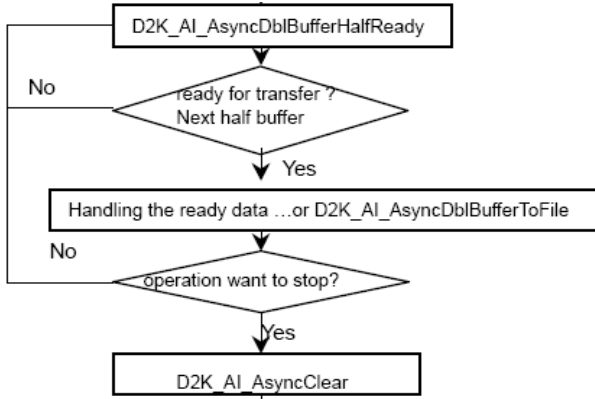 D2K_AI_AsyncDblBufferHalfReady
No
ready for transfer ?
Next half buffer
Yes
Handling the ready data ...or D2K_AI_AsyncDblBufferToFile
No
operation want to stop?
Yes
D2K_AI_AsyncClear